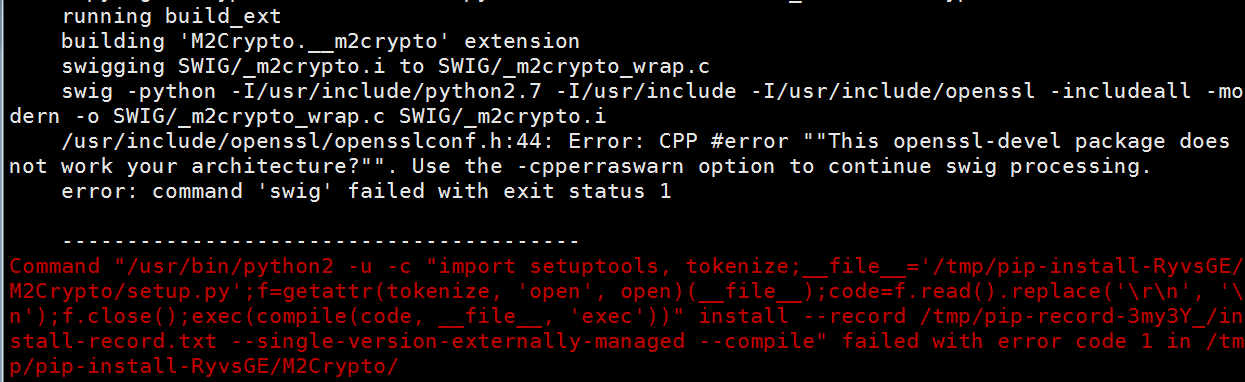 running build_ext
building 'M2Crypto.__m2crypto' extension
swigging SWIG/_m2crypto.i to SWIG/_m2crypto_wrap.c
swig -python -I/usr/include/python2.7 -I/usr/include -I/usr/include/openssl -includeall -mo
dern -o SWIG/_m2crypto_wrap.c SWIG/_m2crypto.i
/usr/include/openssl/opensslconf.h:44: Error: CPP #error ""This openssl-devel package does
not work your architecture?"". Use the -cpperraswarn option to continue swig processing.
error: command 'swig' failed with exit status 1
----------------------------------------
Command "/usr/bin/python2 -u -c "import setuptools, tokenize;__file__='/tmp/pip-install-RyvsGE/
M2Crypto/setup.py';f=getattr(tokenize, 'open', open)(__file__);code=f.read().replace('\r\n', '\
n');f.close();exec(compile(code, __file__, 'exec'))" install --record /tmp/pip-record-3my3Y_/in
stall-record.txt --single-version-externally-managed --compile" failed with error code 1 in /tm
p/pip-install-RyvsGE/M2Crypto/